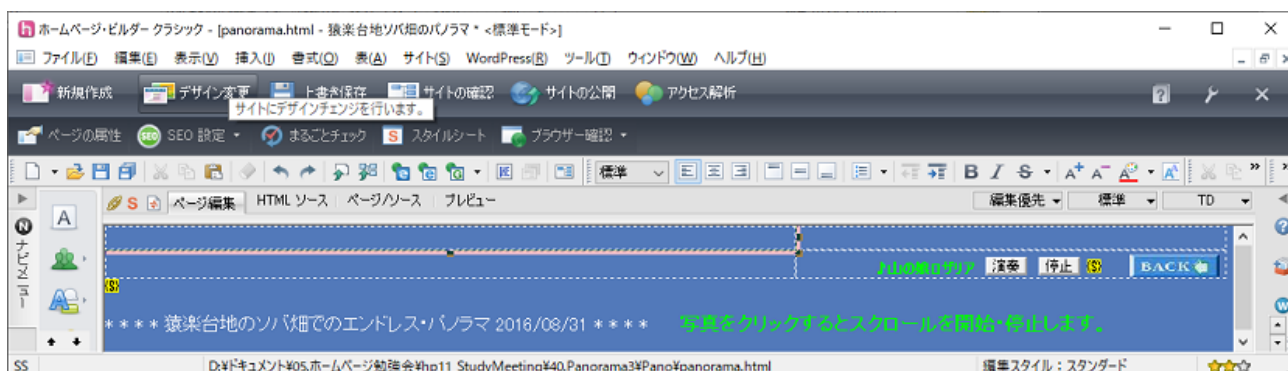 ホームページ・ビルダー クラシック - [panorama.html - 猿楽台地ソバ畑のパノラマ * <標準モード>]
ファイル(F) 編集(E) 表示(V) 挿入(I) 書式(O) 表(A) サイト(S) WordPress(R) ツール(T) ウィンドウ(W) ヘルプ(H)
新規作成 デザイン変更 上書き保存 サイトの確認 サイトの公開 アクセス解析
サイトにデザインチェンジを行います。
ページの属性 SEO 設定 まるごとチェック S スタイルシート ブラウザー確認
標準 B I S A+ A-
S ページ編集 HTML ソース ページ/ソース プレビュー 編集優先 標準 TD
ナビメニュー
A
♪山の娘ロザリア 演奏 停止 {S} BACK
{S}
* * * * 猿楽台地のソバ畑でのエンドレス・パノラマ 2016/08/31 * * * * 写真をクリックするとスクロールを開始・停止します。
SS D:¥ドキュメント¥05.ホームページ勉強会¥hp11_StudyMeeting¥40.Panorama3¥Pano¥panorama.html 編集スタイル：スタンダード